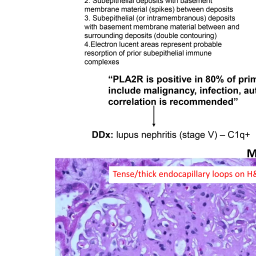 2. Subepithelial deposits with basement
membrane material (spikes) between deposits
3. Subepithelial (or intramembranous) deposits
with basement membrane material between and
surrounding deposits (double contouring)
4.Electron lucent areas represent probable
resorption of prior subepithelial immune
complexes
“PLA2R is positive in 80% of prim
include malignancy, infection, aut
correlation is recommended”
DDx: lupus nephritis (stage V) – C1q+
M
Tense/thick endocapillary loops on H&